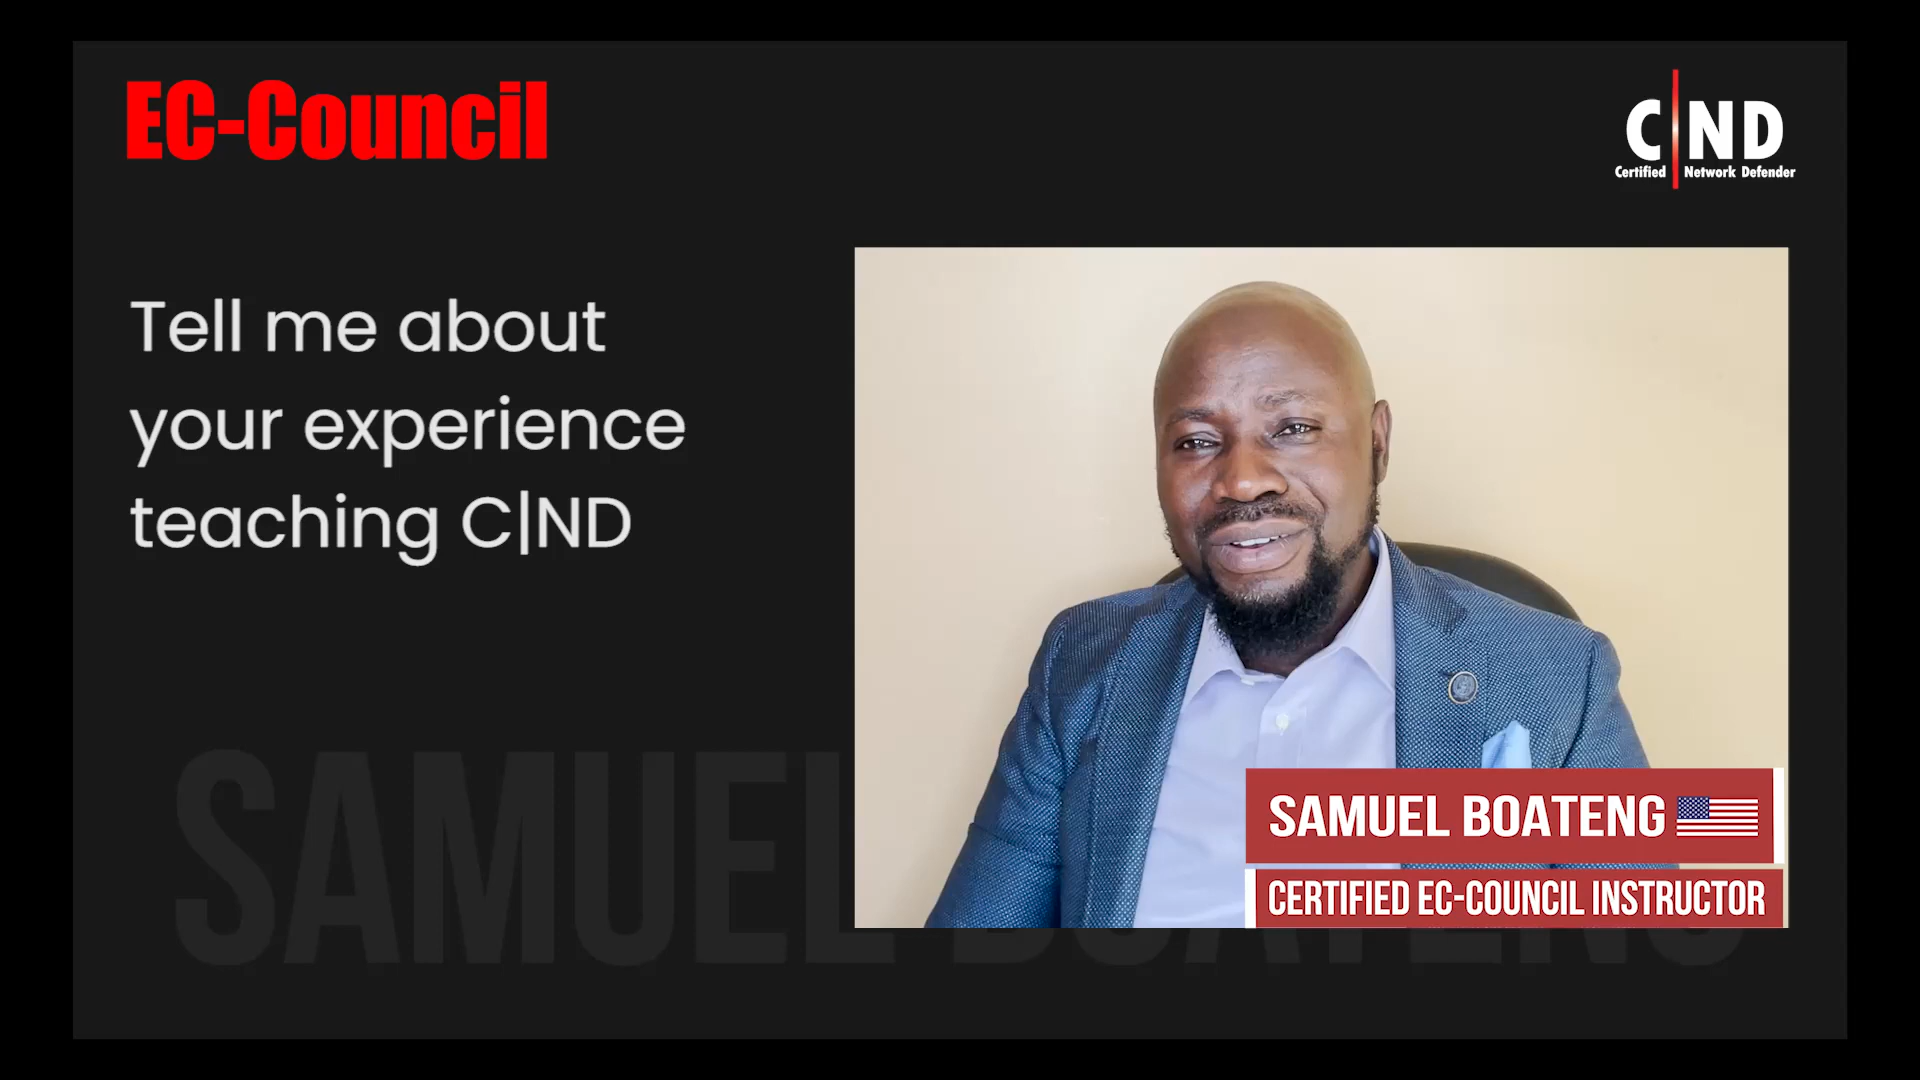 EC-Council
C|ND
Certified Network Defender
Tell me about
your experience
teaching C|ND
SAMUEL BOATENG
SAMUEL BOATENG
CERTIFIED EC-COUNCIL INSTRUCTOR